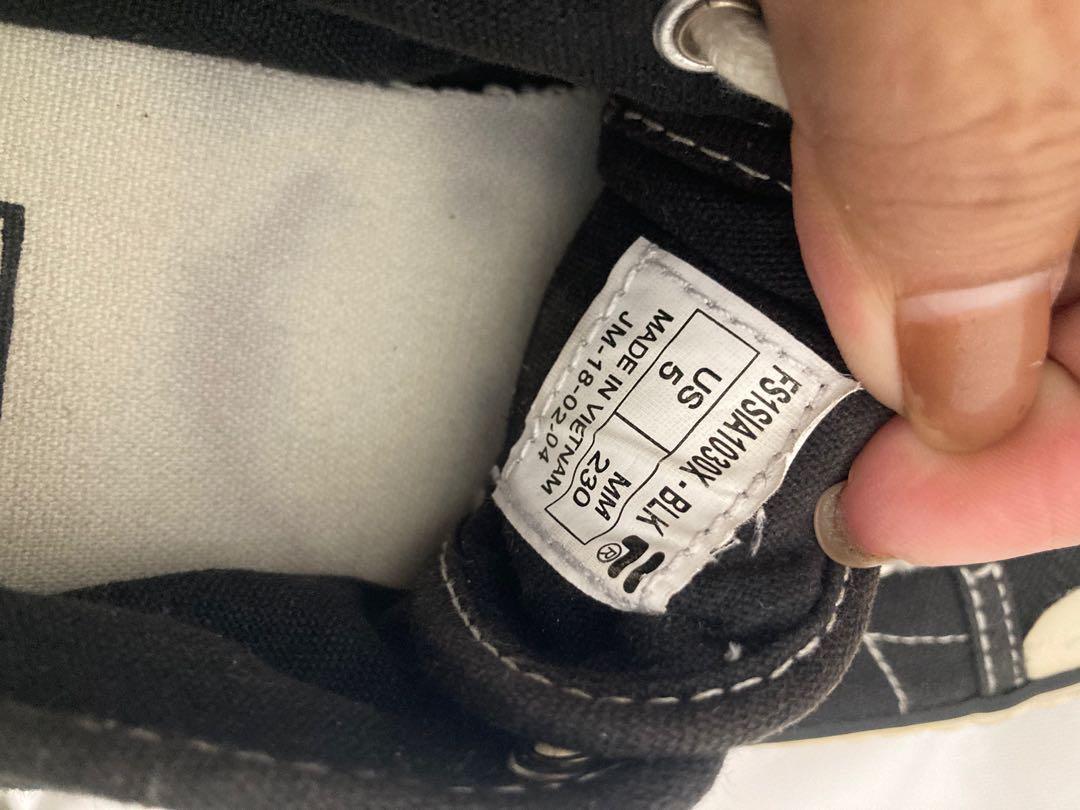 FS1SIA1030X - BLK
US
5
MM
230
MADE IN VIETNAM
JM-18-02.04
®